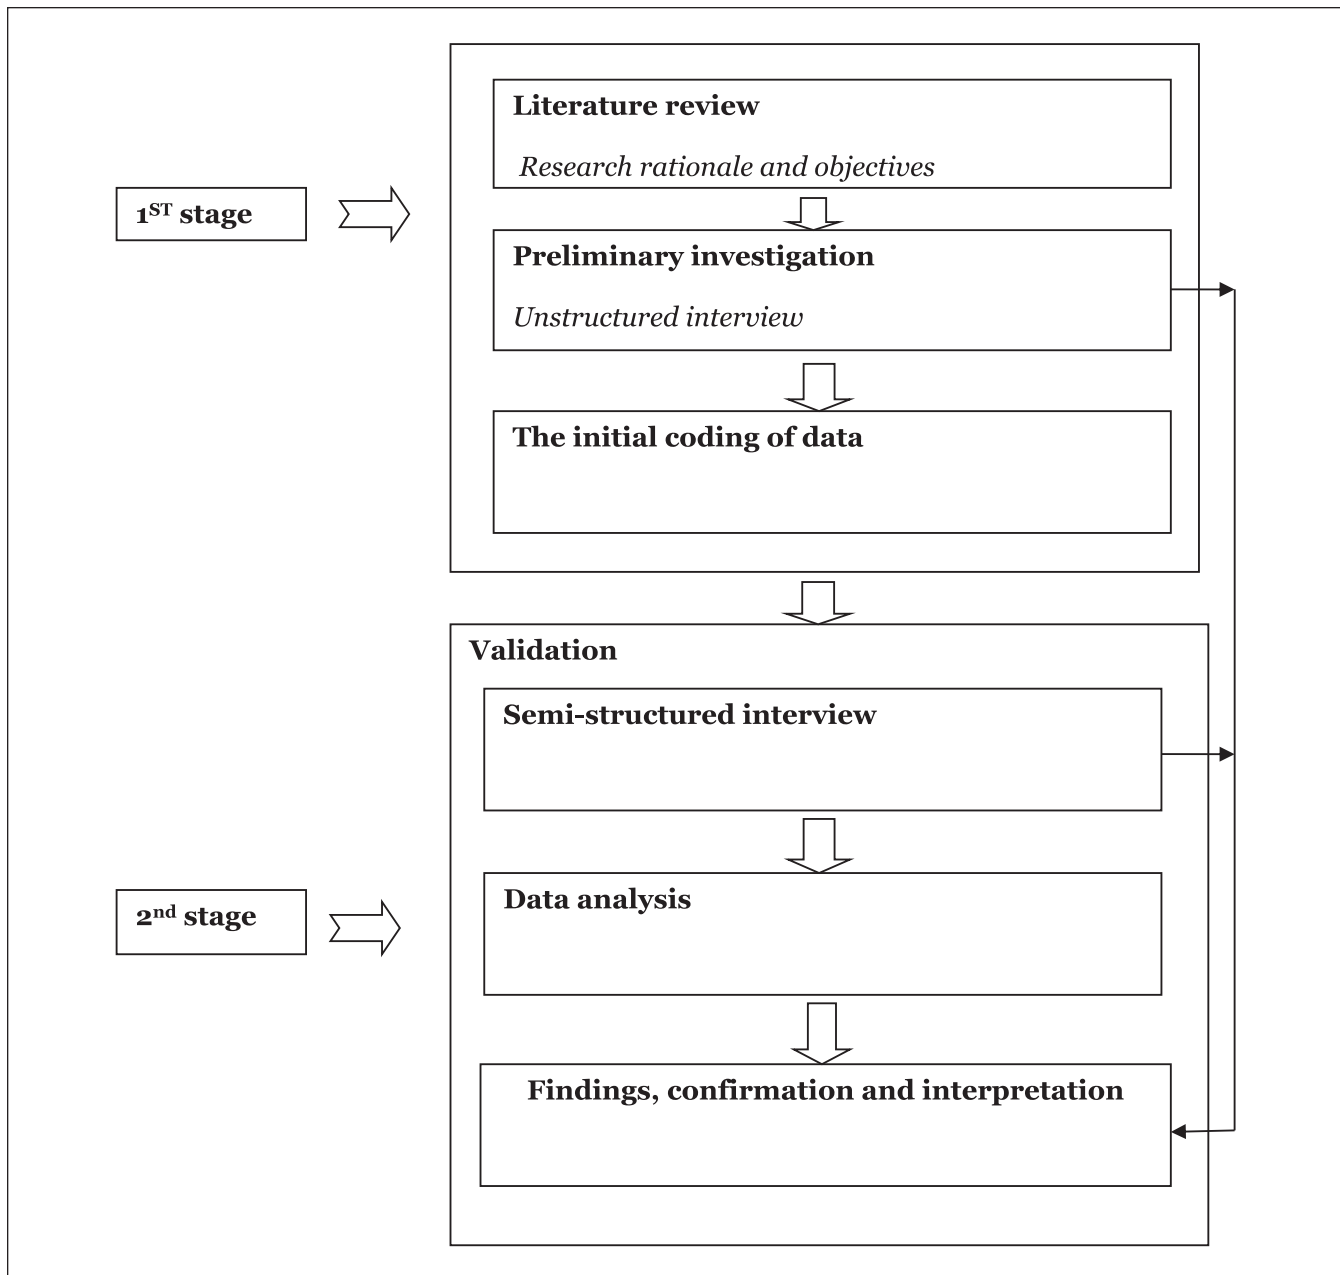 Literature review
Research rationale and objectives
1ST stage
Preliminary investigation
Unstructured interview
The initial coding of data
Validation
Semi-structured interview
Data analysis
2nd stage
Findings, confirmation and interpretation